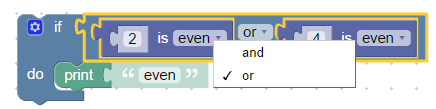 if 2 is even or 4 is even
and
✓ or
do print “ even ”